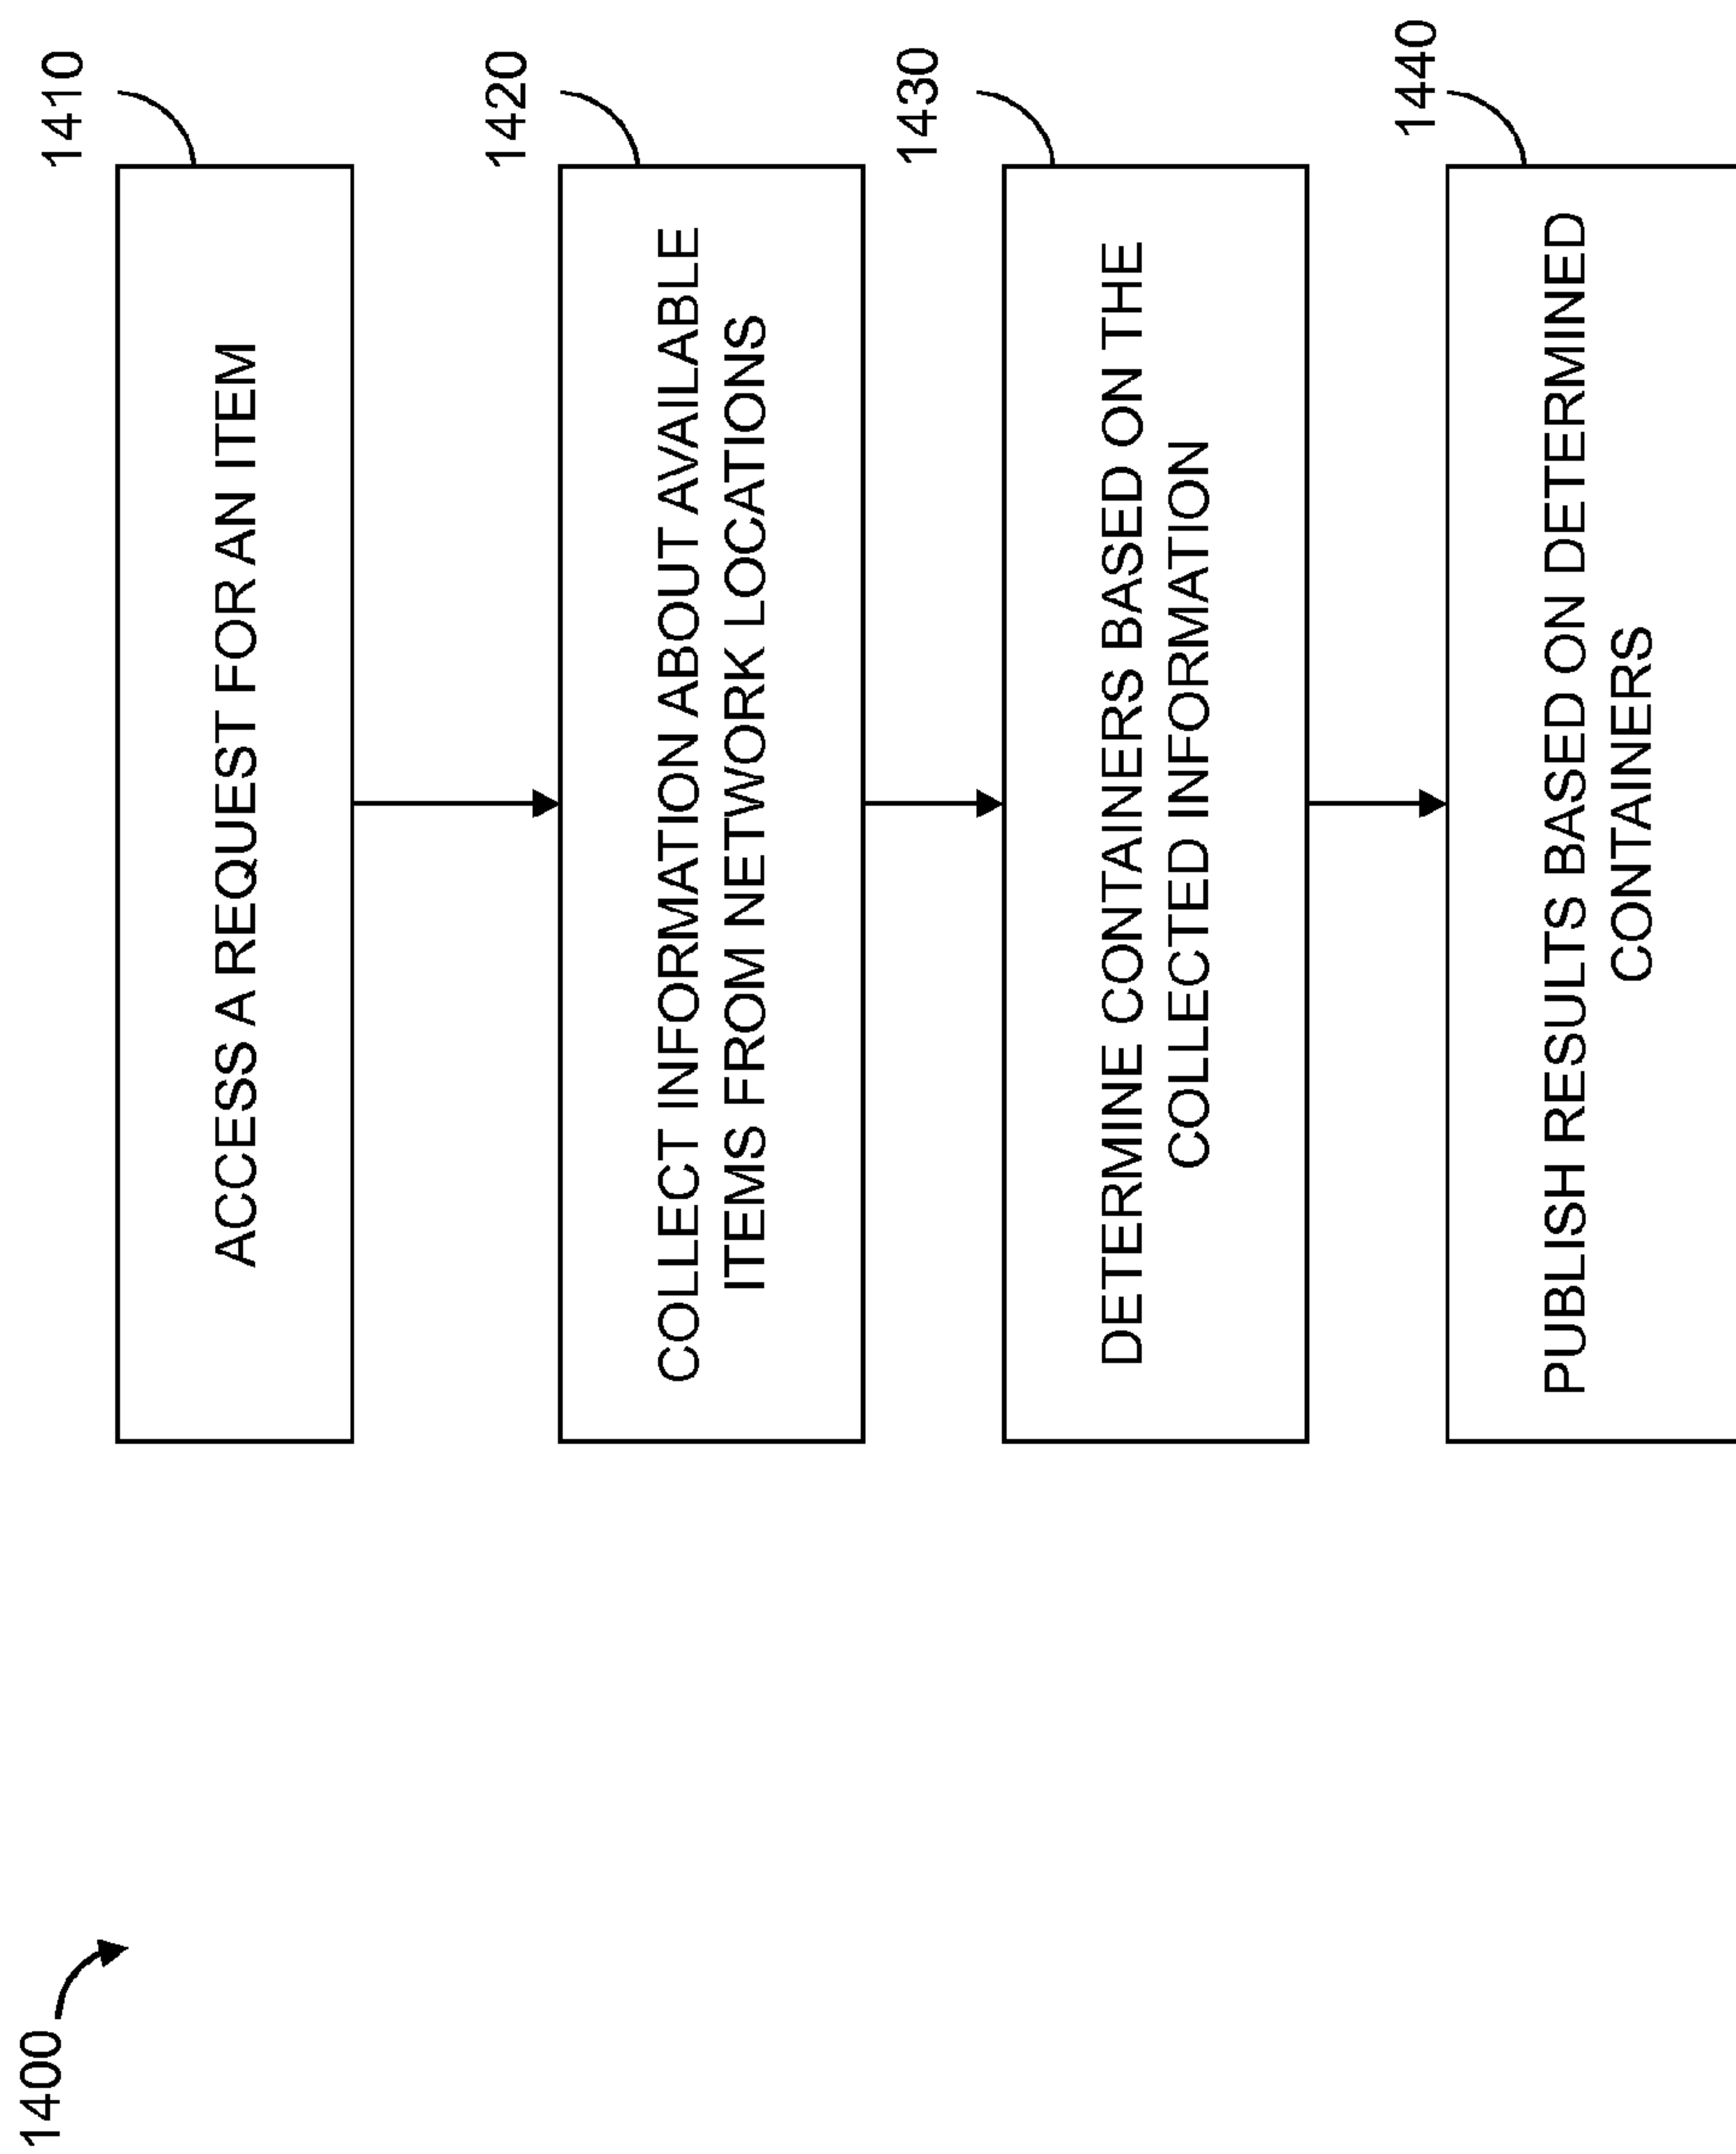 1400
1410
ACCESS A REQUEST FOR AN ITEM
1420
COLLECT INFORMATION ABOUT AVAILABLE
ITEMS FROM NETWORK LOCATIONS
1430
DETERMINE CONTAINERS BASED ON THE
COLLECTED INFORMATION
1440
PUBLISH RESULTS BASED ON DETERMINED
CONTAINERS